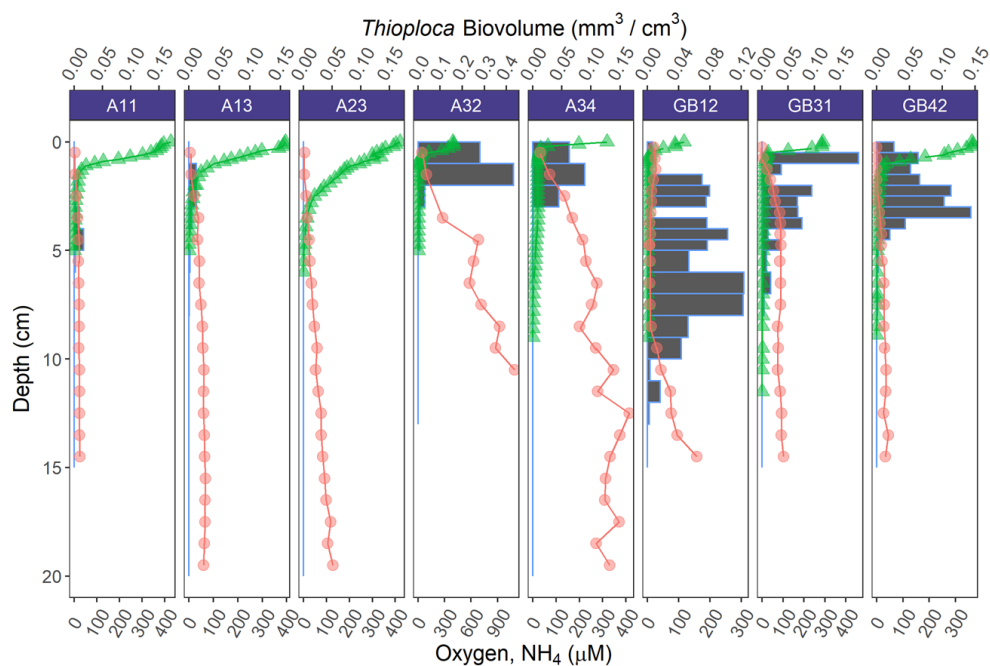 Thioploca Biovolume (mm³ / cm³)
0.00 0.05 0.10 0.15 0.00 0.05 0.10 0.15 0.00 0.05 0.10 0.15 0.0 0.1 0.2 0.3 0.4 0.00 0.05 0.10 0.15 0.00 0.04 0.08 0.12 0.00 0.05 0.10 0.15 0.00 0.05 0.10 0.15
A11 A13 A23 A32 A34 GB12 GB31 GB42
0
5
10
15
20
Depth (cm)
0 100 200 300 400 0 100 200 300 400 0 100 200 300 400 0 300 600 900 0 100 200 300 400 0 100 200 300 0 100 200 300 400 0 100 200 300
Oxygen, NH₄ (μM)